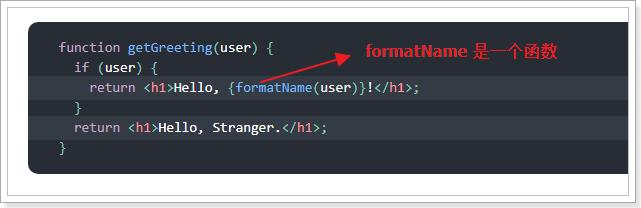 function getGreeting(user) {
if (user) {
return <h1>Hello, {formatName(user)}!</h1>;
}
return <h1>Hello, Stranger.</h1>;
}
formatName 是一个函数